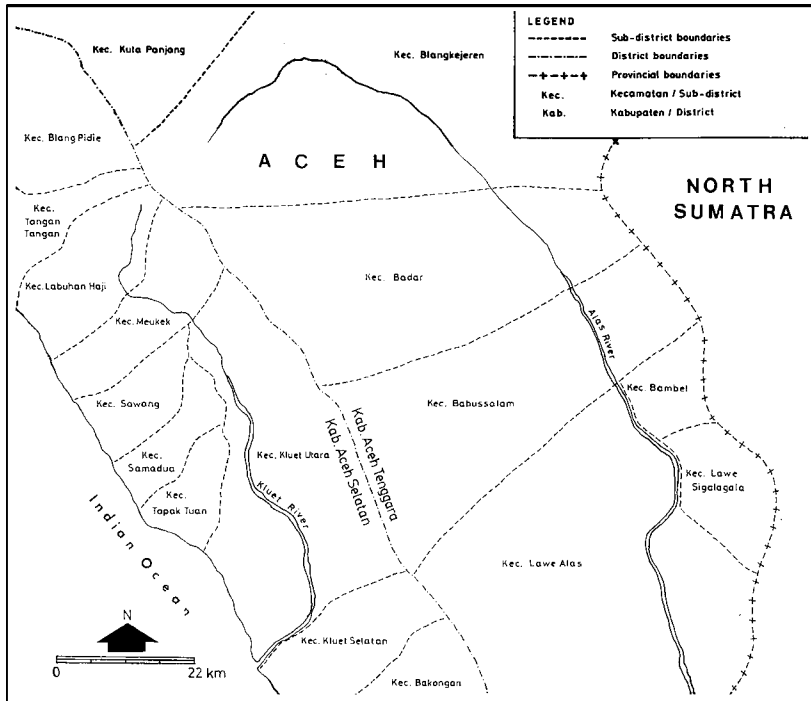 LEGEND
Sub-district boundaries
District boundaries
Provincial boundaries
Kec. Kecamatan / Sub-district
Kab. Kabupaten / District
Kec. Kuta Panjang
Kec. Blangkejeren
Kec. Blang Pidie
ACEH
NORTH
SUMATRA
Kec.
Tangan
Tangan
Kec. Labuhan Haji
Kec. Badar
Kec. Meukek
Alas River
Kec. Bambel
Kec. Sawang
Kec. Babussalam
Kab. Aceh Tenggara
Kab. Aceh Selatan
Kec.
Samadua
Kec. Kluet Utara
Kluet River
Kec. Lawe
Sigalagala
Kec.
Tapak Tuan
Indian Ocean
Kec. Lawe Alas
N
Kec. Kluet Selatan
0 22 km
Kec. Bakongan